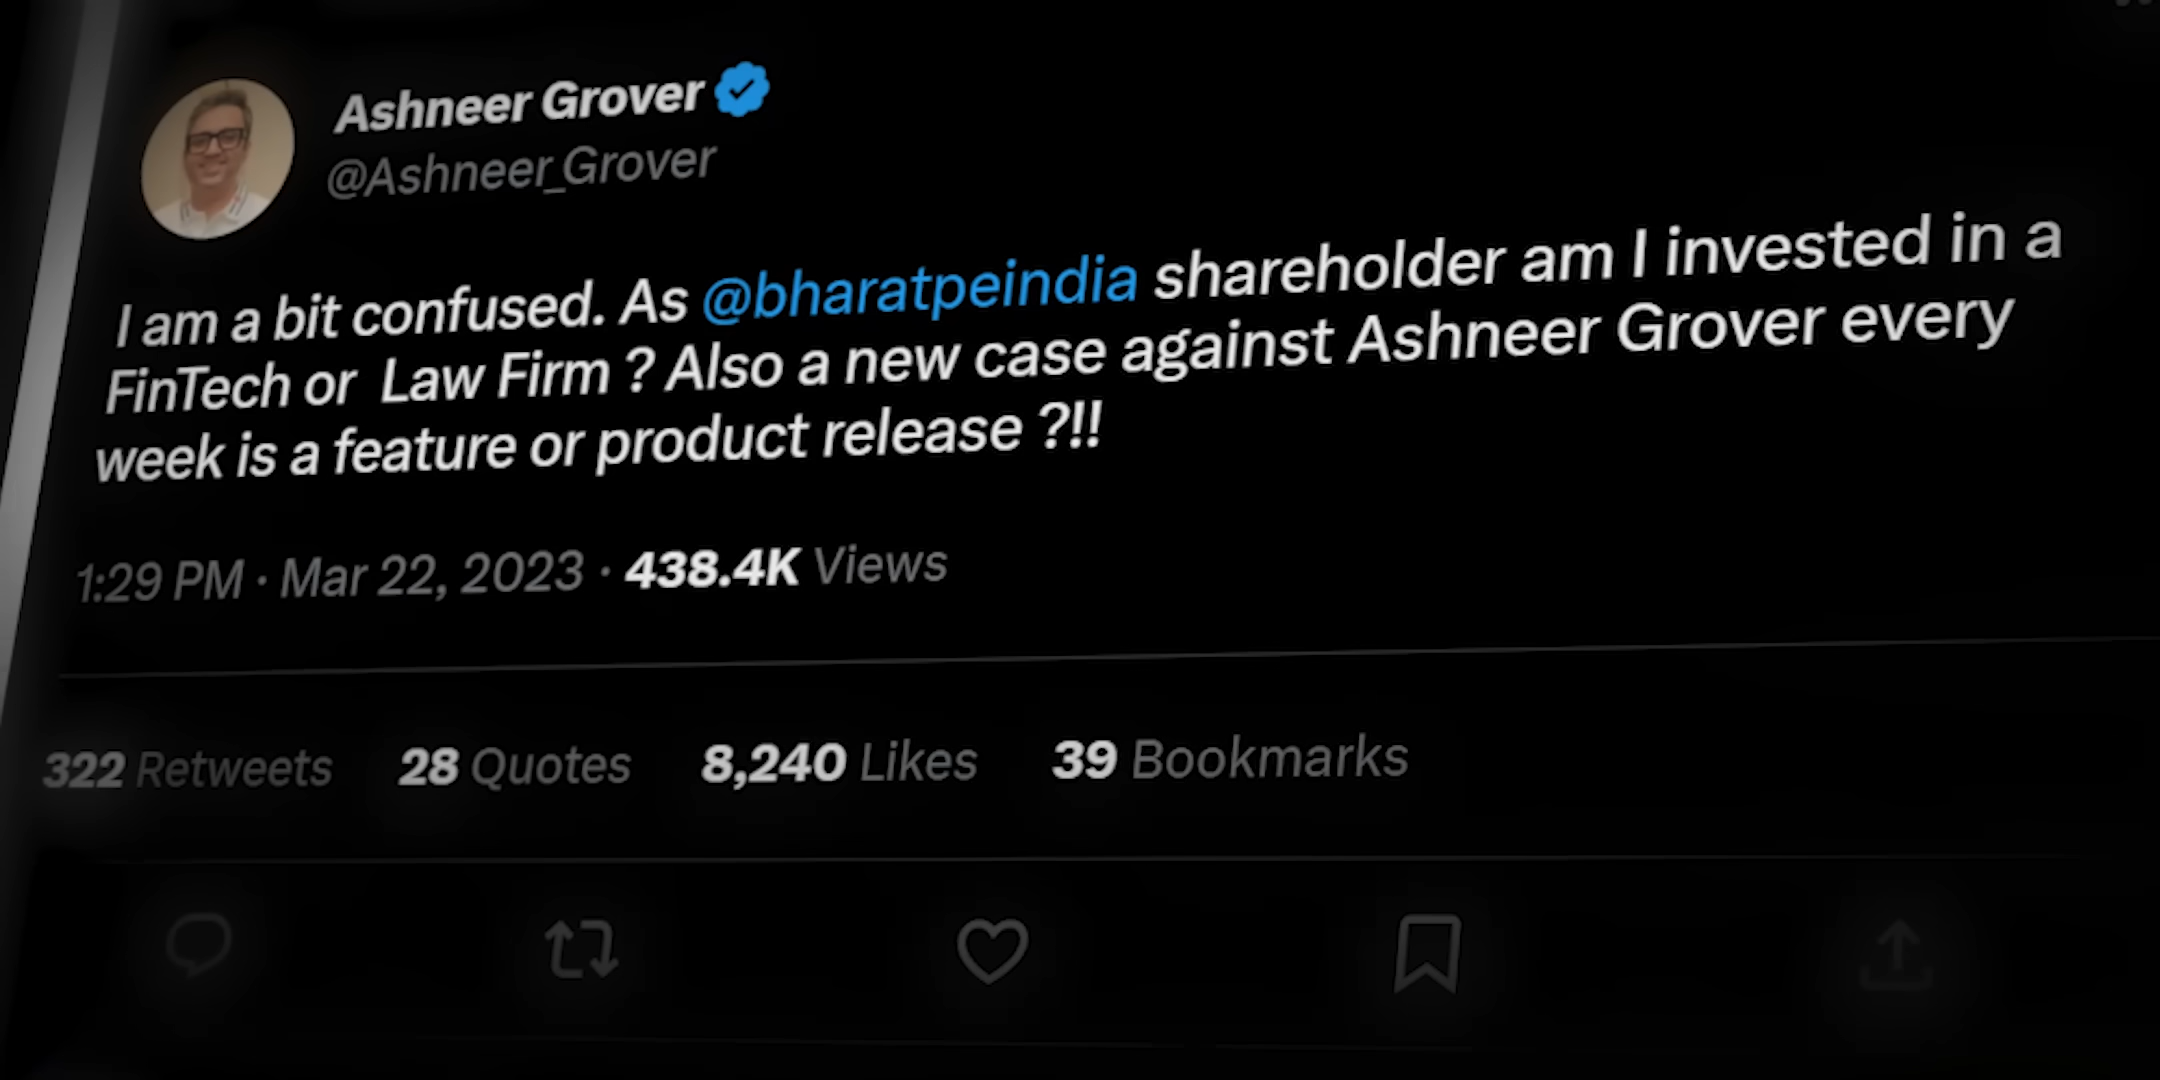 Ashneer Grover
@Ashneer_Grover
I am a bit confused. As @bharatpeindia shareholder am I invested in a
FinTech or Law Firm ? Also a new case against Ashneer Grover every
week is a feature or product release ?!!
1:29 PM · Mar 22, 2023 · 438.4K Views
322 Retweets 28 Quotes 8,240 Likes 39 Bookmarks